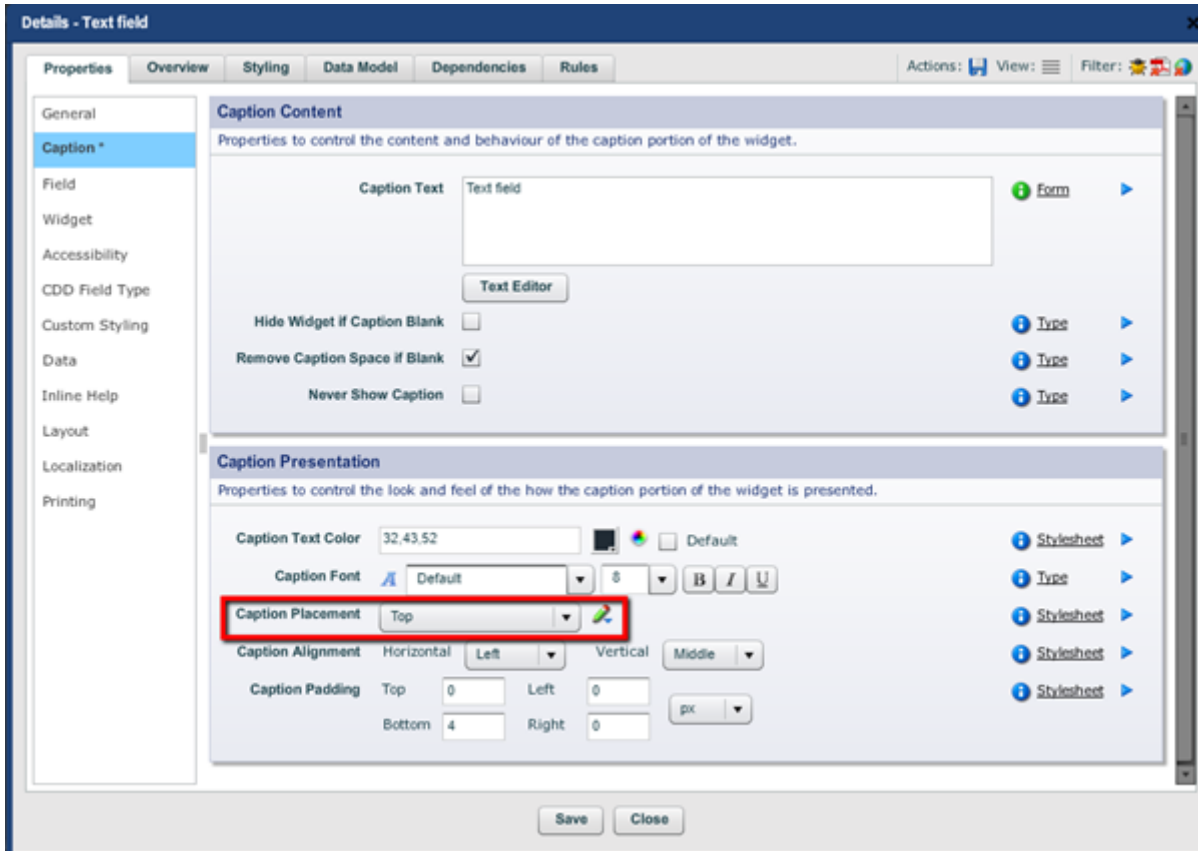 Details - Text field
Properties Overview Styling Data Model Dependencies Rules Actions: View: Filter:
General
Caption *
Field
Widget
Accessibility
CDD Field Type
Custom Styling
Data
Inline Help
Layout
Localization
Printing
Caption Content
Properties to control the content and behaviour of the caption portion of the widget.
Caption Text Text field Form
Text Editor
Hide Widget if Caption Blank Type
Remove Caption Space if Blank Type
Never Show Caption Type
Caption Presentation
Properties to control the look and feel of the how the caption portion of the widget is presented.
Caption Text Color 32,43,52 Default Stylesheet
Caption Font A Default 8 B I U Type
Caption Placement Top Stylesheet
Caption Alignment Horizontal Left Vertical Middle Stylesheet
Caption Padding Top 0 Left 0 px Stylesheet
Bottom 4 Right 0
Save Close